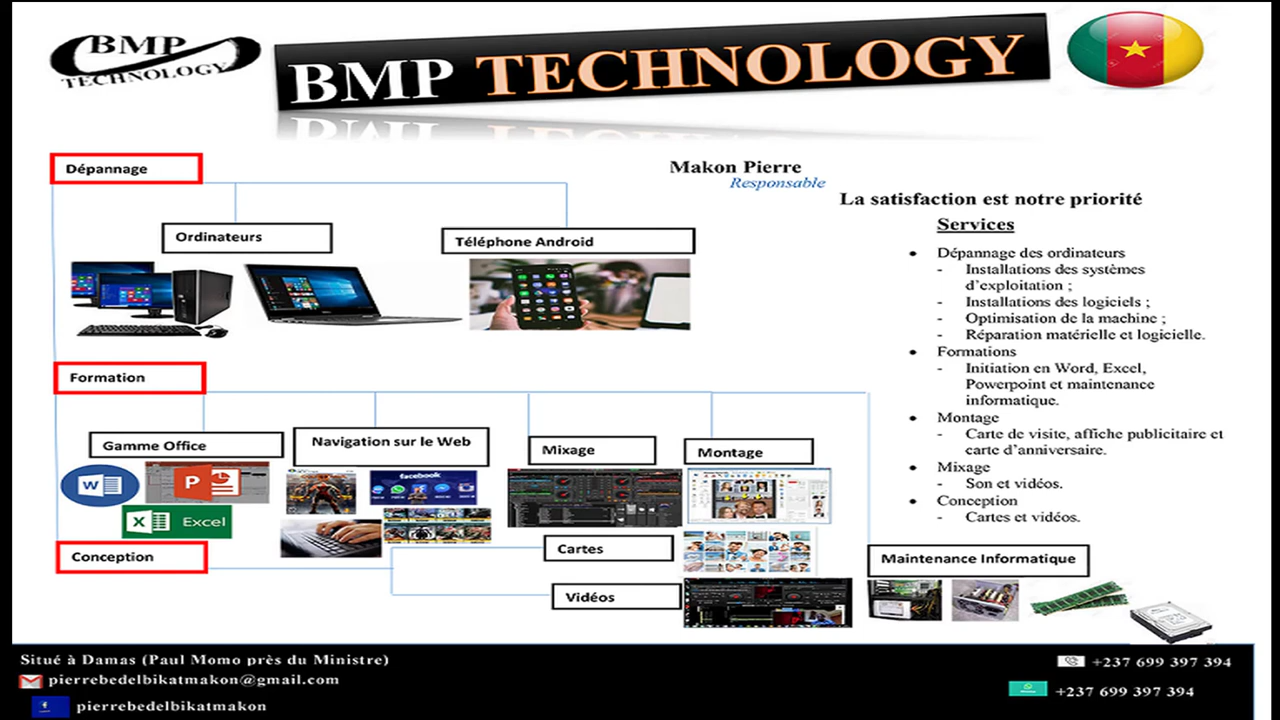 BMP
TECHNOLOGY
BMP TECHNOLOGY
Dépannage
Makon Pierre
Responsable
La satisfaction est notre priorité
Services
Ordinateurs
Téléphone Android
• Dépannage des ordinateurs
- Installations des systèmes
d'exploitation ;
- Installations des logiciels ;
- Optimisation de la machine ;
- Réparation matérielle et logicielle.
• Formations
- Initiation en Word, Excel,
Powerpoint et maintenance
informatique.
• Montage
- Carte de visite, affiche publicitaire et
carte d'anniversaire.
• Mixage
- Son et vidéos.
• Conception
- Cartes et vidéos.
Formation
Gamme Office
Navigation sur le Web
Mixage
Montage
W
P
X
Excel
facebook
Conception
Cartes
Vidéos
Maintenance Informatique
Situé à Damas (Paul Momo près du Ministre)
pierrebedelbikatmakon@gmail.com
pierrebedelbikatmakon
+237 699 397 394
+237 699 397 394